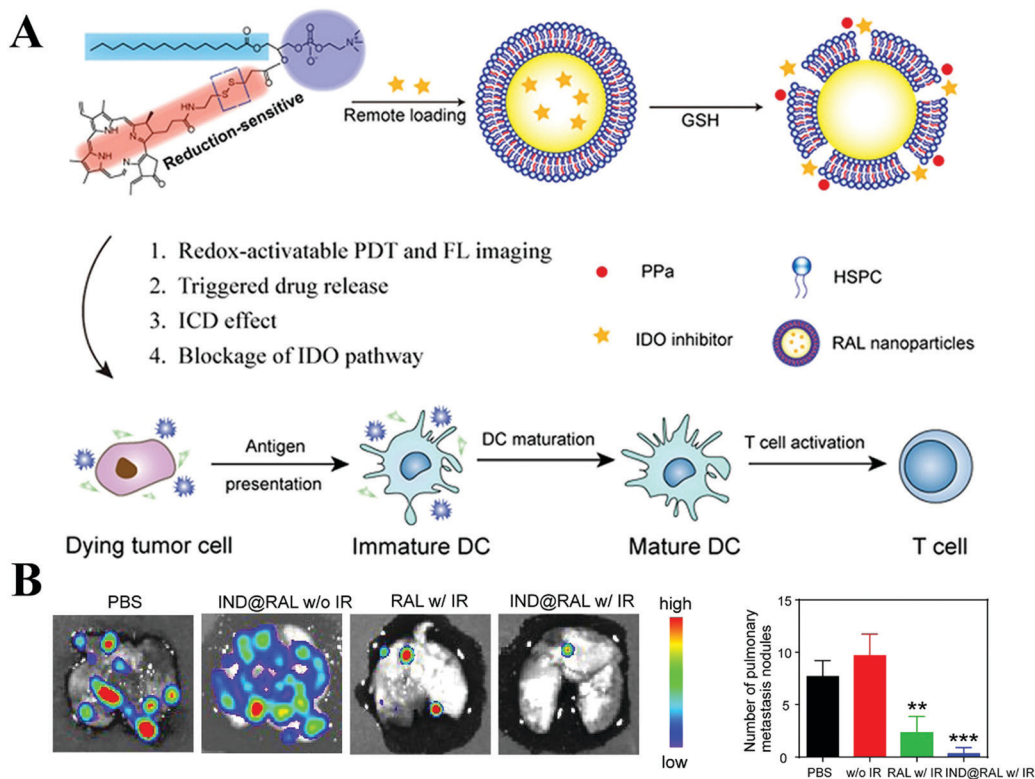 A
O
O
O
O
P
O
O⁻
N
+
O
O
S
S
HN
O
Reduction-sensitive
NH
N
N
HN
O
Remote loading
GSH
1. Redox-activatable PDT and FL imaging
2. Triggered drug release
3. ICD effect
4. Blockage of IDO pathway
PPa
HSPC
IDO inhibitor
RAL nanoparticles
Antigen
presentation
DC maturation
T cell activation
Dying tumor cell
Immature DC
Mature DC
T cell
B
PBS
IND@RAL w/o IR
RAL w/ IR
IND@RAL w/ IR
high
low
Number of pulmonary
metastasis nodules
15
10
5
0
**
***
PBS
w/o IR
RAL w/ IR
IND@RAL w/ IR